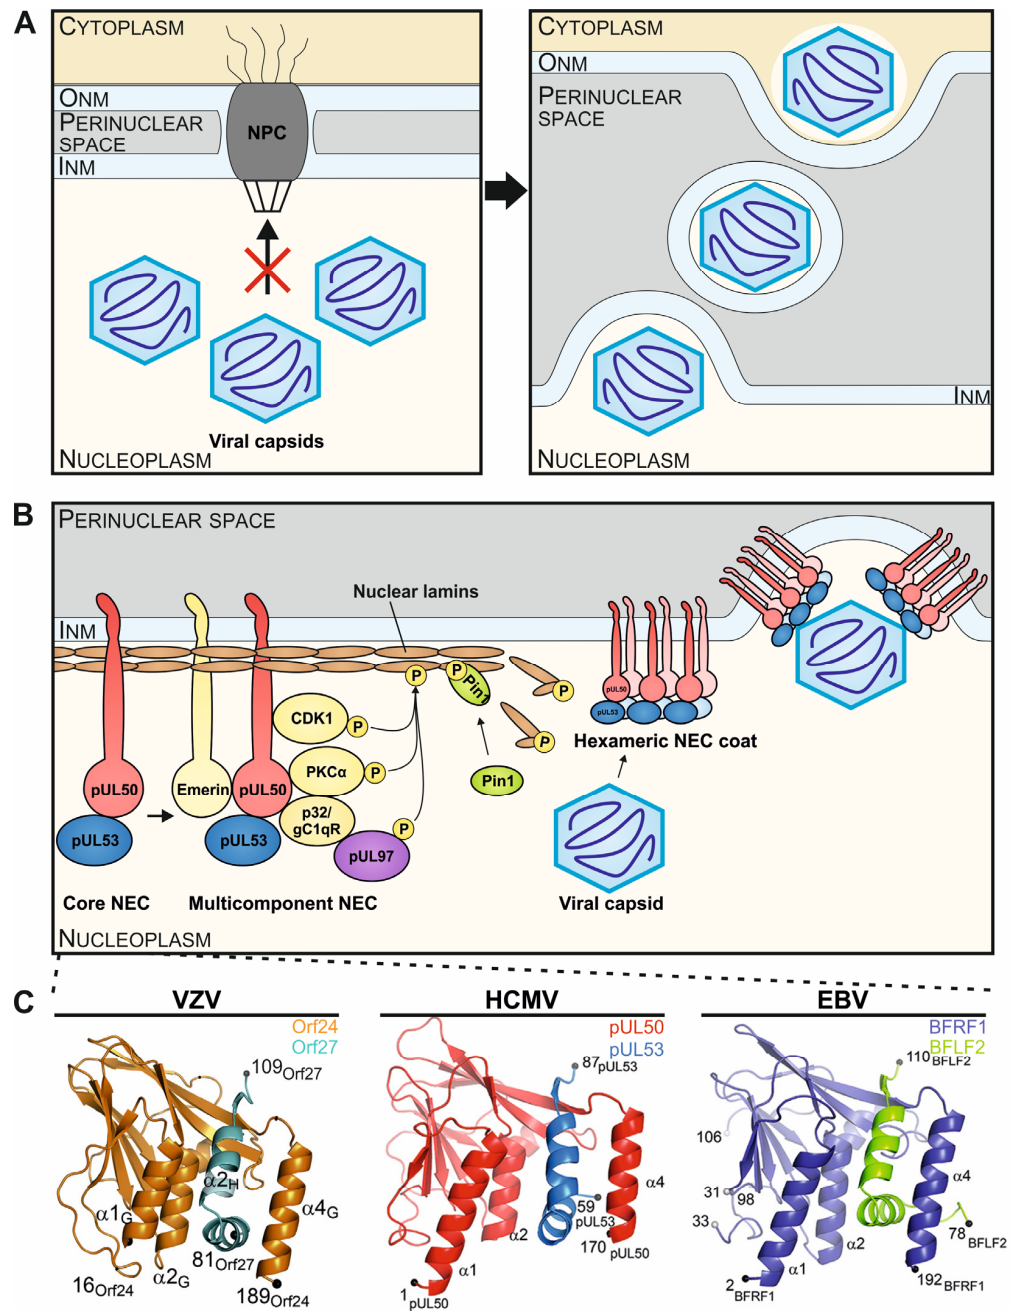 A
CYTOPLASM
ONM
PERINUCLEAR
SPACE
INM
NPC
Viral capsids
NUCLEOPLASM
CYTOPLASM
ONM
PERINUCLEAR
SPACE
INM
NUCLEOPLASM
B
PERINUCLEAR SPACE
Nuclear lamins
INM
P
P
Pin1
P
P
CDK1
P
PKCα
P
p32/
gC1qR
P
pUL97
pUL50
pUL53
Emerin
pUL50
pUL53
Pin1
pUL50
pUL53
Hexameric NEC coat
Core NEC
Multicomponent NEC
Viral capsid
NUCLEOPLASM
C
VZV
Orf24
Orf27
109Orf27
α2H
α1G
α4G
81Orf27
16Orf24
α2G
189Orf24
HCMV
pUL50
pUL53
87pUL53
α4
59pUL53
α2
170pUL50
α1
1pUL50
EBV
BFRF1
BFLF2
110BFLF2
106
α4
31
98
33
78BFLF2
α2
α1
2BFRF1
192BFRF1